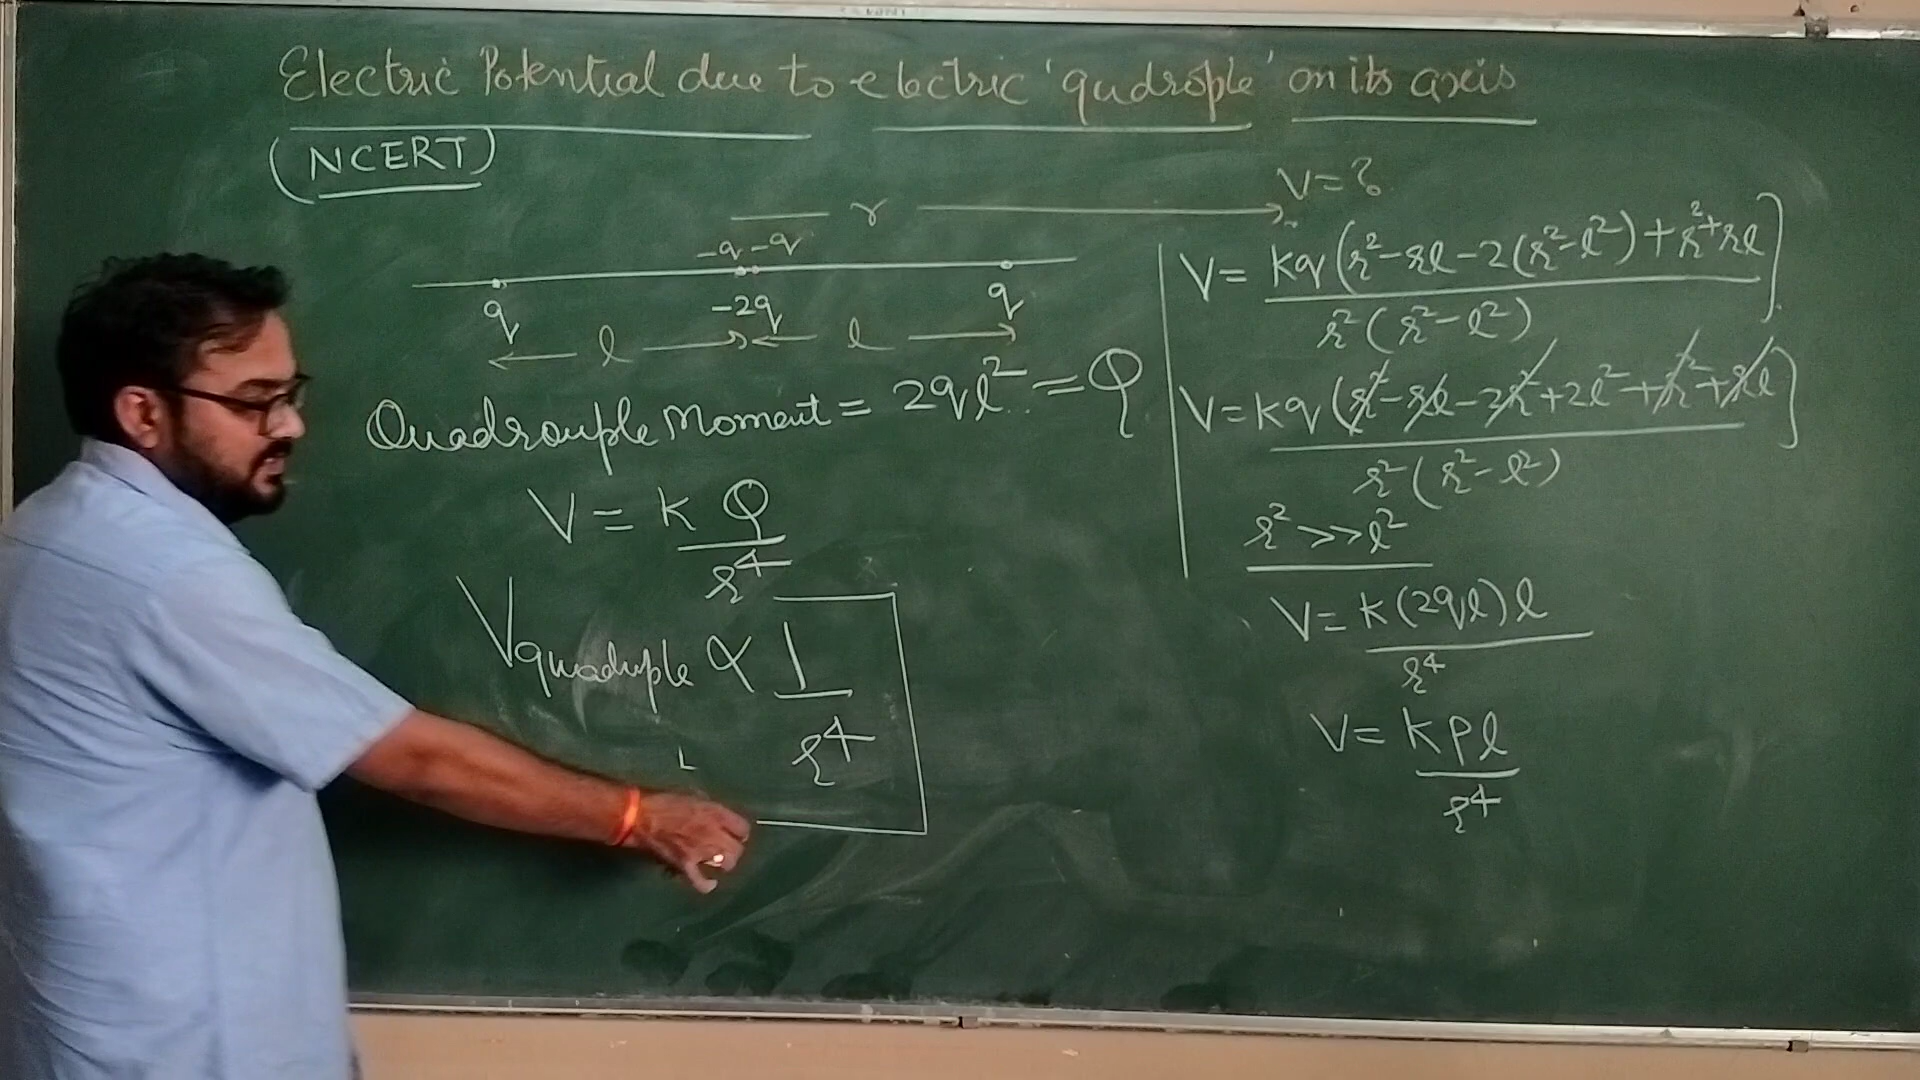 Electric Potential due to electric 'qudrople' on its axis
(NCERT)
r
-q -q
q -2q q
l l
Quadrouple Moment = 2ql² = Q
V = K Q / r⁴
Vquaduple ∝ 1 / r⁴
V=?
V = Kq(r²-rl-2(r²-l²)+r²+rl] / r²(r²-l²)
V = Kq(r²-rl-2r²+2l²+r²+rl] / r²(r²-l²)
r² >> l²
V = K(2ql)l / r⁴
V = KPl / r⁴